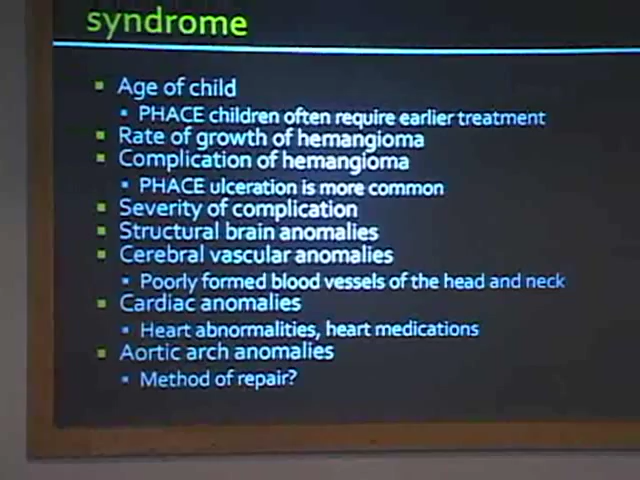 syndrome
Age of child
PHACE children often require earlier treatment
Rate of growth of hemangioma
Complication of hemangioma
PHACE ulceration is more common
Severity of complication
Structural brain anomalies
Cerebral vascular anomalies
Poorly formed blood vessels of the head and neck
Cardiac anomalies
Heart abnormalities, heart medications
Aortic arch anomalies
Method of repair?